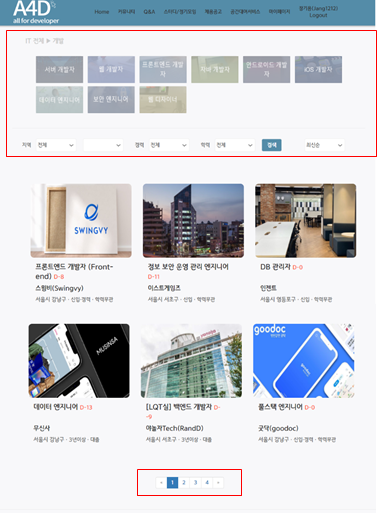 A4D
all for developer
Home 커뮤니티 Q&A 스터디/정기모임 채용공고 공간대여서비스 마이페이지
Logout
IT 전체 ▶ 개발
서버 개발자 웹 개발자 프론트엔드 개발자 자바 개발자 안드로이드 개발자 iOS 개발자
데이터 엔지니어 보안 엔지니어 웹 디자이너
지역 전체 경력 전체 학력 전체 검색 최신순
SWINGVY
프론트엔드 개발자 (Front-
end) D-8
스윙비(Swingvy)
서울시 강남구 · 신입·경력 · 학력무관
정보 보안 운영 관리 엔지니어
D-11
이스트게임즈
서울시 서초구 · 신입 · 학력무관
DB 관리자 D-0
인젠트
서울시 영등포구 · 신입 · 학력무관
MUSINSA
데이터 엔지니어 D-13
무신사
서울시 강남구 · 3년이상 · 대졸
[LQT실] 백엔드 개발자 D-
-9
야놀자Tech(RandD)
서울시 서초구 · 3년이상 · 대졸
goodoc
풀스택 엔지니어 D-0
굿닥(goodoc)
서울시 강남구 · 경력 · 학력무관
« 1 2 3 4 »